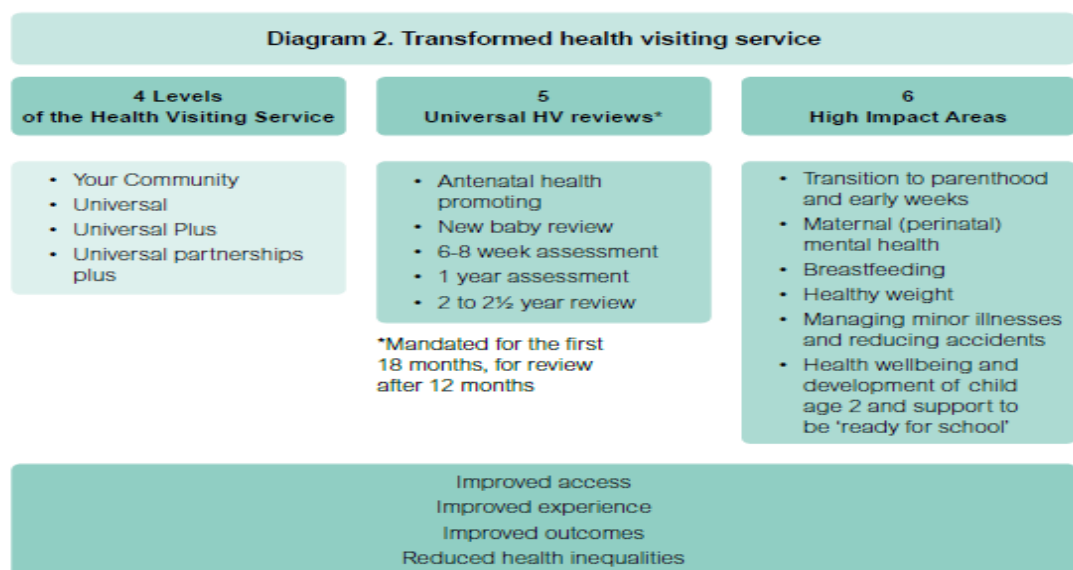 Diagram 2. Transformed health visiting service
4 Levels
of the Health Visiting Service
• Your Community
• Universal
• Universal Plus
• Universal partnerships
plus
5
Universal HV reviews*
• Antenatal health
promoting
• New baby review
• 6-8 week assessment
• 1 year assessment
• 2 to 2½ year review
*Mandated for the first
18 months, for review
after 12 months
6
High Impact Areas
• Transition to parenthood
and early weeks
• Maternal (perinatal)
mental health
• Breastfeeding
• Healthy weight
• Managing minor illnesses
and reducing accidents
• Health wellbeing and
development of child
age 2 and support to
be ‘ready for school’
Improved access
Improved experience
Improved outcomes
Reduced health inequalities